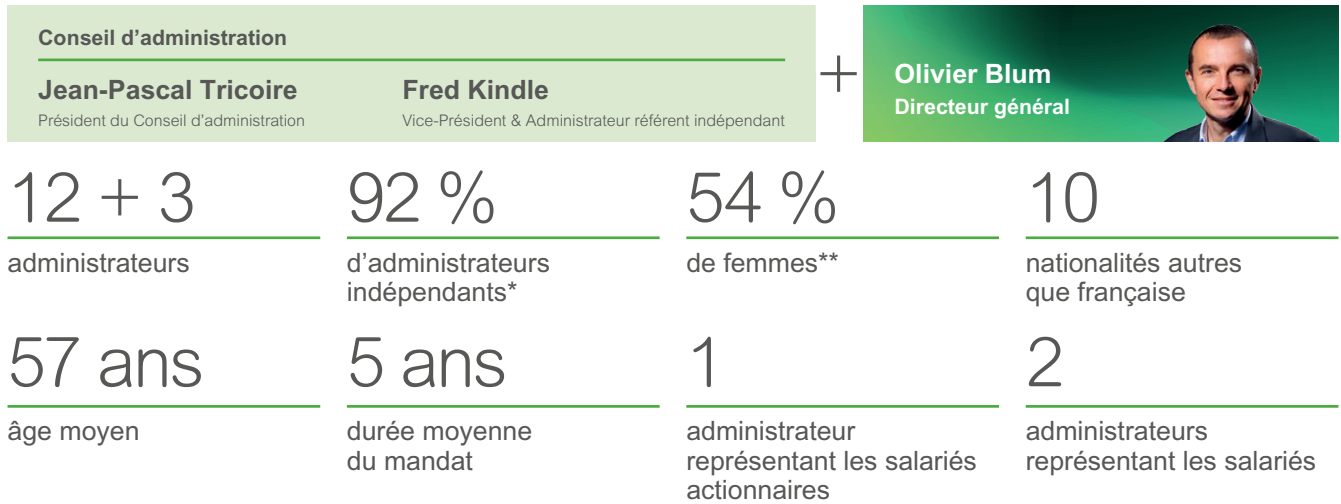 Conseil d’administration
Jean-Pascal Tricoire
Président du Conseil d’administration
Fred Kindle
Vice-Président & Administrateur référent indépendant
+
Olivier Blum
Directeur général
12 + 3
administrateurs
92 %
d’administrateurs
indépendants*
54 %
de femmes**
10
nationalités autres
que française
57 ans
âge moyen
5 ans
durée moyenne
du mandat
1
administrateur
représentant les salariés
actionnaires
2
administrateurs
représentant les salariés